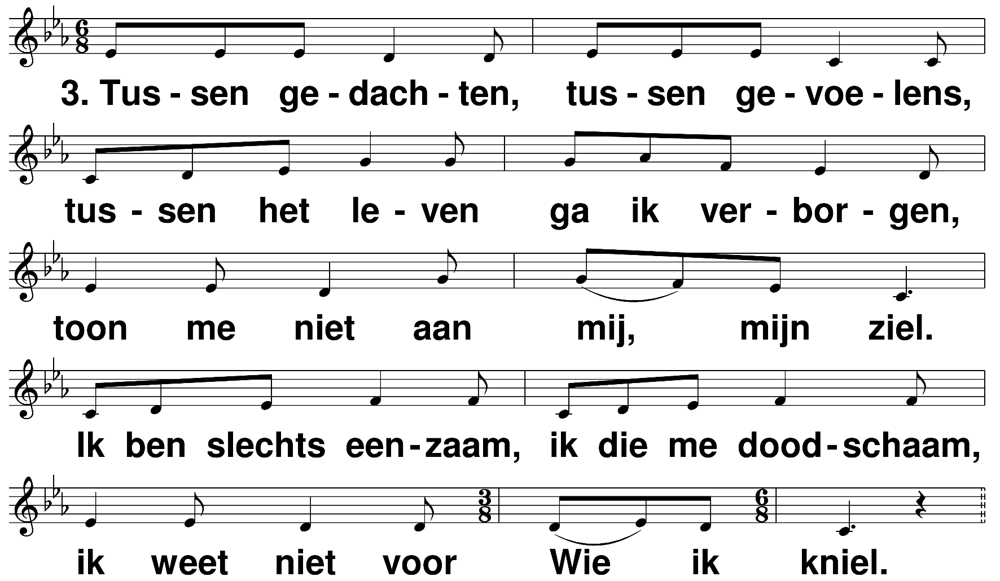 3. Tus - sen ge - dach - ten, tus - sen ge - voe - lens,
tus - sen het le - ven ga ik ver - bor - gen,
toon me niet aan mij, mijn ziel.
Ik ben slechts een - zaam, ik die me dood - schaam,
ik weet niet voor Wie ik kniel.